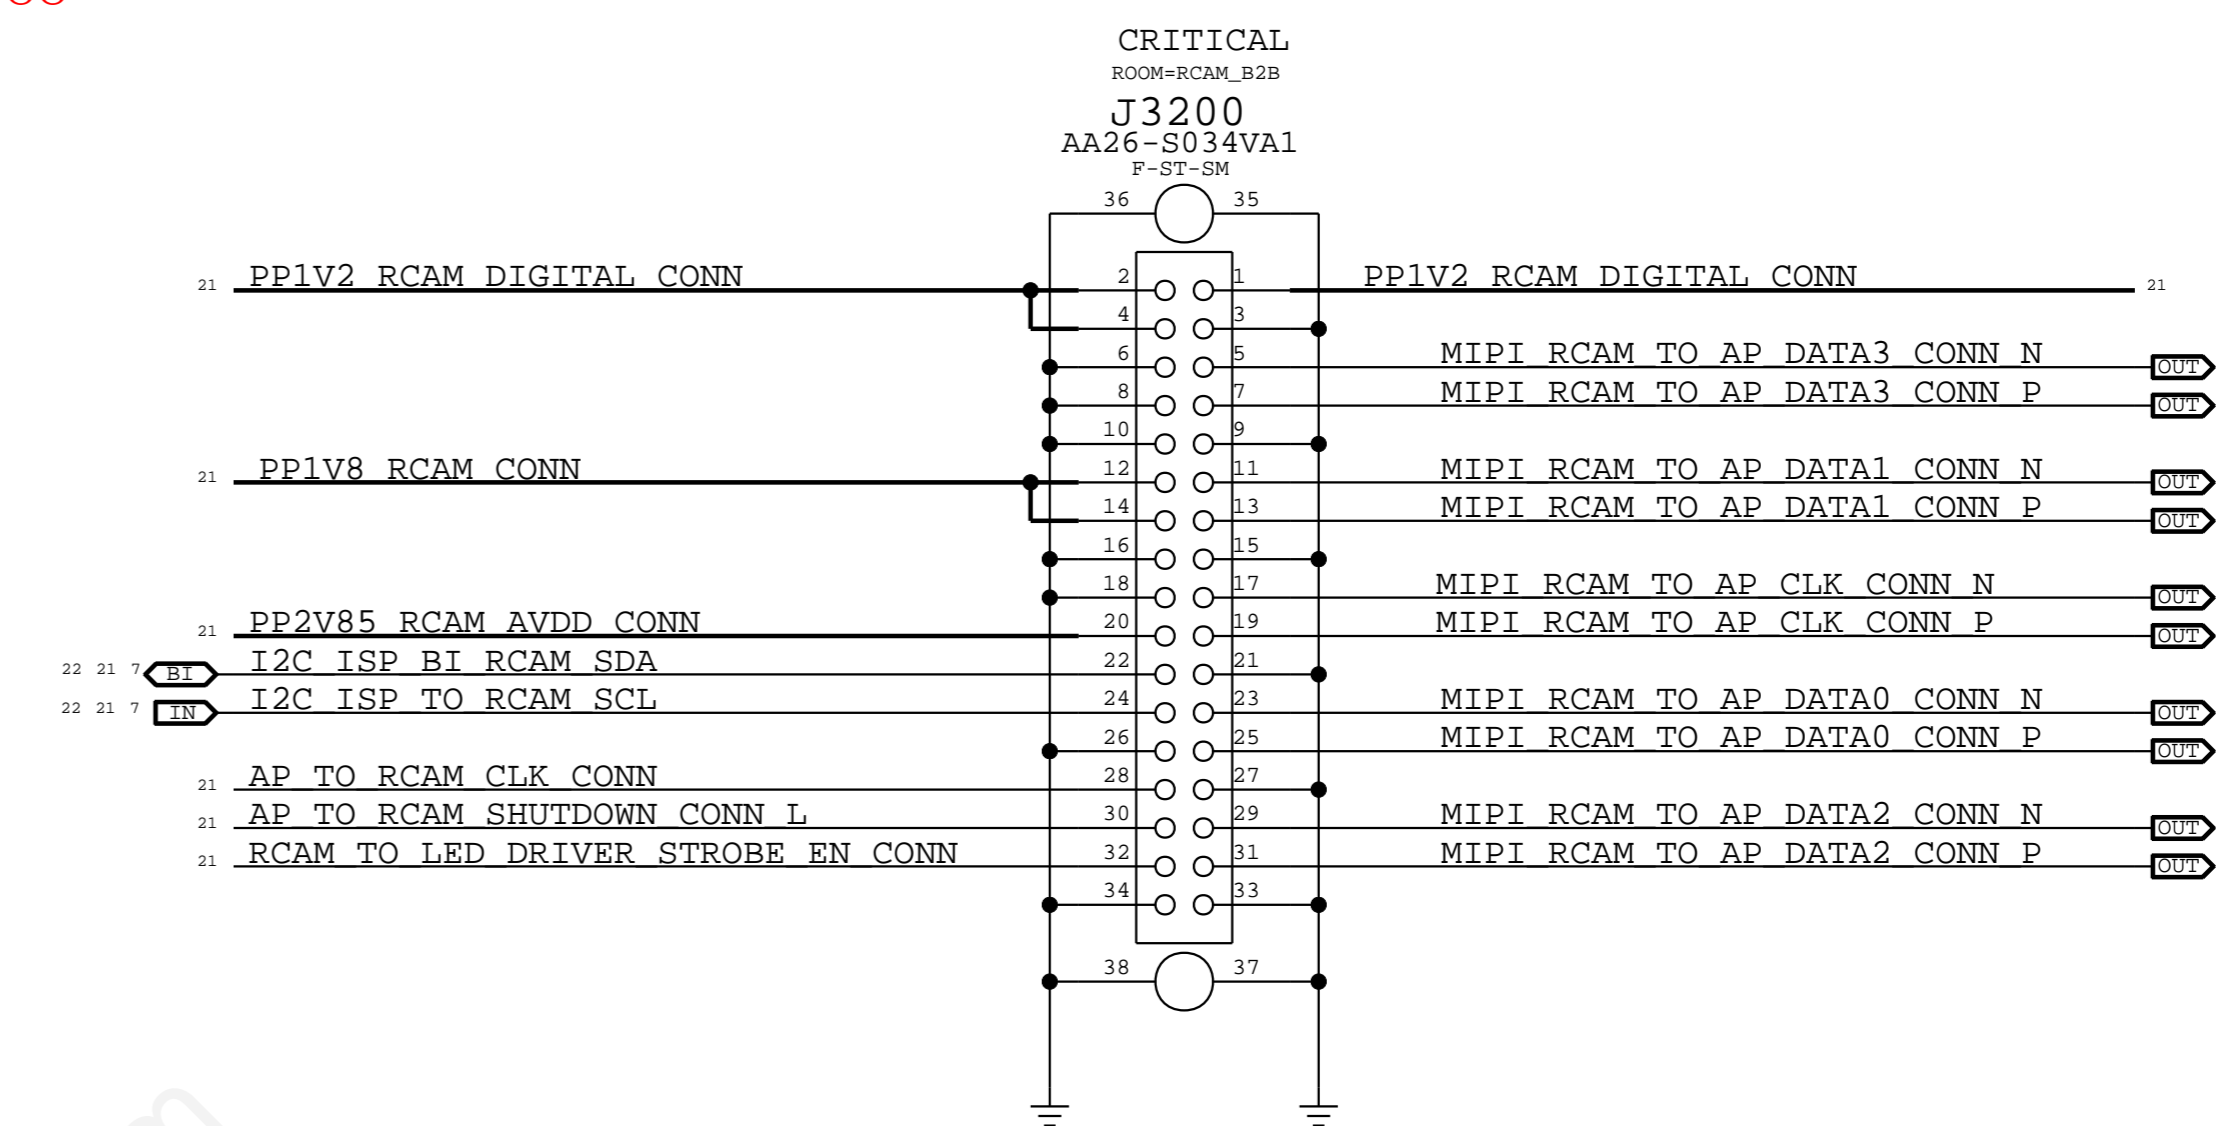 CRITICAL
ROOM=RCAM_B2B
J3200
AA26-S034VA1
F-ST-SM
36 35
21 PP1V2_RCAM_DIGITAL_CONN 2 1 PP1V2_RCAM_DIGITAL_CONN 21
4 3
6 5 MIPI_RCAM_TO_AP_DATA3_CONN_N OUT
8 7 MIPI_RCAM_TO_AP_DATA3_CONN_P OUT
10 9
21 PP1V8_RCAM_CONN 12 11 MIPI_RCAM_TO_AP_DATA1_CONN_N OUT
14 13 MIPI_RCAM_TO_AP_DATA1_CONN_P OUT
16 15
18 17 MIPI_RCAM_TO_AP_CLK_CONN_N OUT
21 PP2V85_RCAM_AVDD_CONN 20 19 MIPI_RCAM_TO_AP_CLK_CONN_P OUT
22 21 7 BI I2C_ISP_BI_RCAM_SDA 22 21
22 21 7 IN I2C_ISP_TO_RCAM_SCL 24 23 MIPI_RCAM_TO_AP_DATA0_CONN_N OUT
26 25 MIPI_RCAM_TO_AP_DATA0_CONN_P OUT
21 AP_TO_RCAM_CLK_CONN 28 27
21 AP_TO_RCAM_SHUTDOWN_CONN_L 30 29 MIPI_RCAM_TO_AP_DATA2_CONN_N OUT
21 RCAM_TO_LED_DRIVER_STROBE_EN_CONN 32 31 MIPI_RCAM_TO_AP_DATA2_CONN_P OUT
34 33
38 37